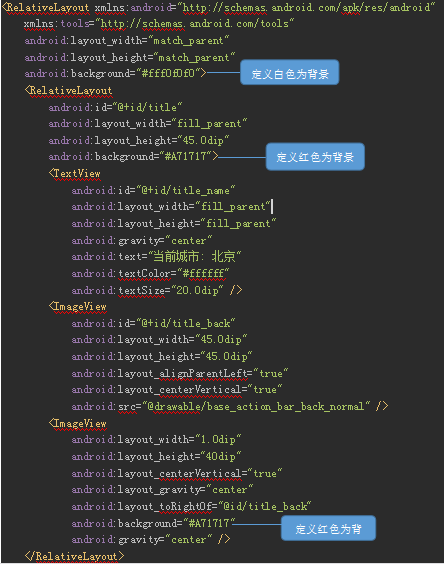 <RelativeLayout xmlns:android="http://schemas.android.com/apk/res/android"
xmlns:tools="http://schemas.android.com/tools"
android:layout_width="match_parent"
android:layout_height="match_parent"
android:background="#fff0f0f0"> 定义白色为背景
<RelativeLayout
android:id="@+id/title"
android:layout_width="fill_parent"
android:layout_height="45.0dip"
android:background="#A71717"> 定义红色为背景
<TextView
android:id="@+id/title_name"
android:layout_width="fill_parent"
android:layout_height="fill_parent"
android:gravity="center"
android:text="当前城市: 北京"
android:textColor="#ffffff"
android:textSize="20.0dip" />
<ImageView
android:id="@+id/title_back"
android:layout_width="45.0dip"
android:layout_height="45.0dip"
android:layout_alignParentLeft="true"
android:layout_centerVertical="true"
android:src="@drawable/base_action_bar_back_normal" />
<ImageView
android:layout_width="1.0dip"
android:layout_height="40dip"
android:layout_centerVertical="true"
android:layout_gravity="center"
android:layout_toRightOf="@id/title_back"
android:background="#A71717" 定义红色为背
android:gravity="center" />
</RelativeLayout>